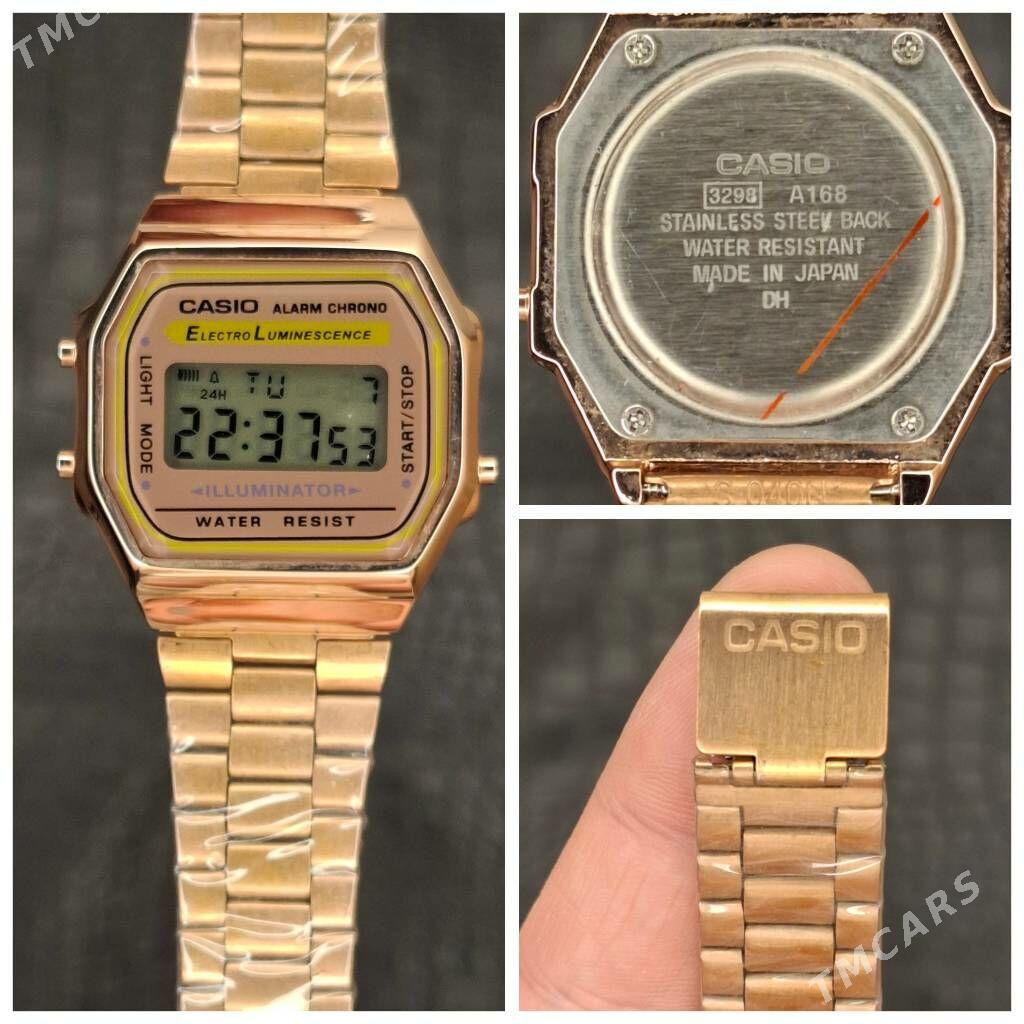 CASIO ALARM CHRONO
ELECTRO LUMINESCENCE
LIGHT MODE
TU 7
24H
22:37 53
START/STOP
ILLUMINATOR
WATER RESIST
CASIO
3298 A168
STAINLESS STEEL BACK
WATER RESISTANT
MADE IN JAPAN
DH
S 040N
CASIO
TMCARS